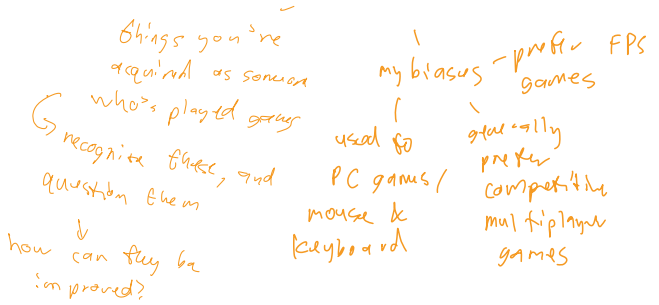 things you've
acquired as someone
who's played games
recognize these, and
question them
how can they be
improved?
my biases - prefer FPS
games
used to
PC games/
mouse &
keyboard
generally
prefer
competitive
multiplayer
games